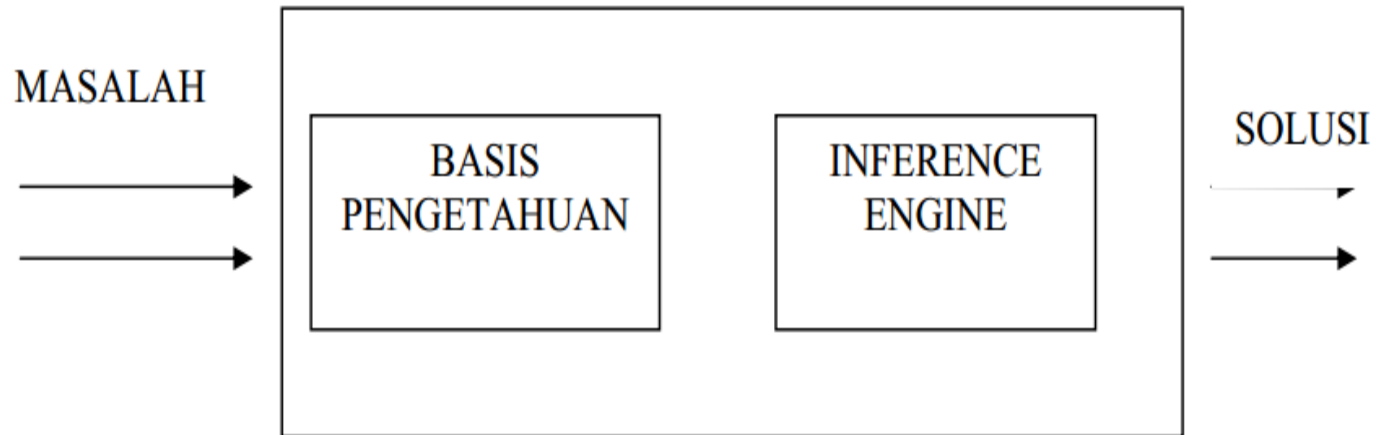 MASALAH
BASIS
PENGETAHUAN
INFERENCE
ENGINE
SOLUSI